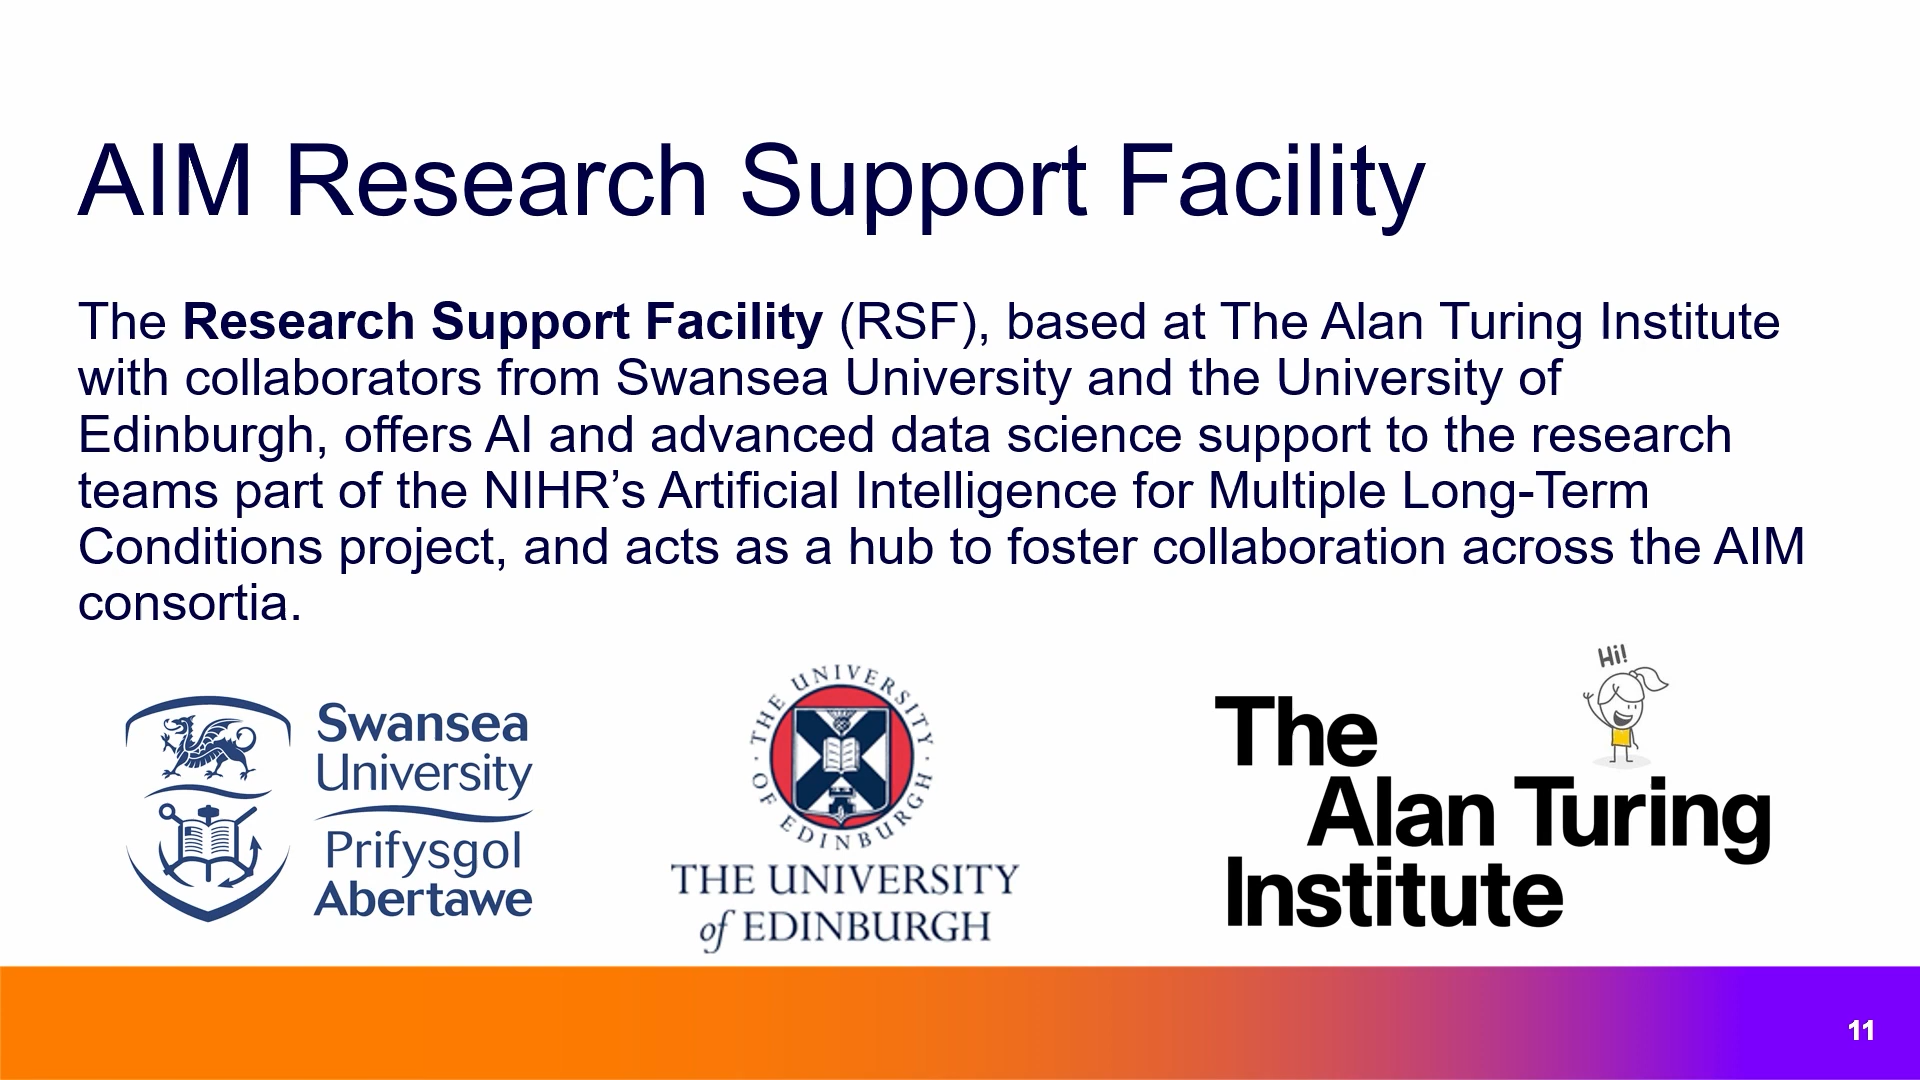 AIM Research Support Facility
The Research Support Facility (RSF), based at The Alan Turing Institute
with collaborators from Swansea University and the University of
Edinburgh, offers AI and advanced data science support to the research
teams part of the NIHR’s Artificial Intelligence for Multiple Long-Term
Conditions project, and acts as a hub to foster collaboration across the AIM
consortia.
Swansea
University
Prifysgol
Abertawe
THE UNIVERSITY OF EDINBURGH
THE UNIVERSITY
of EDINBURGH
Hi!
The
Alan Turing
Institute
11